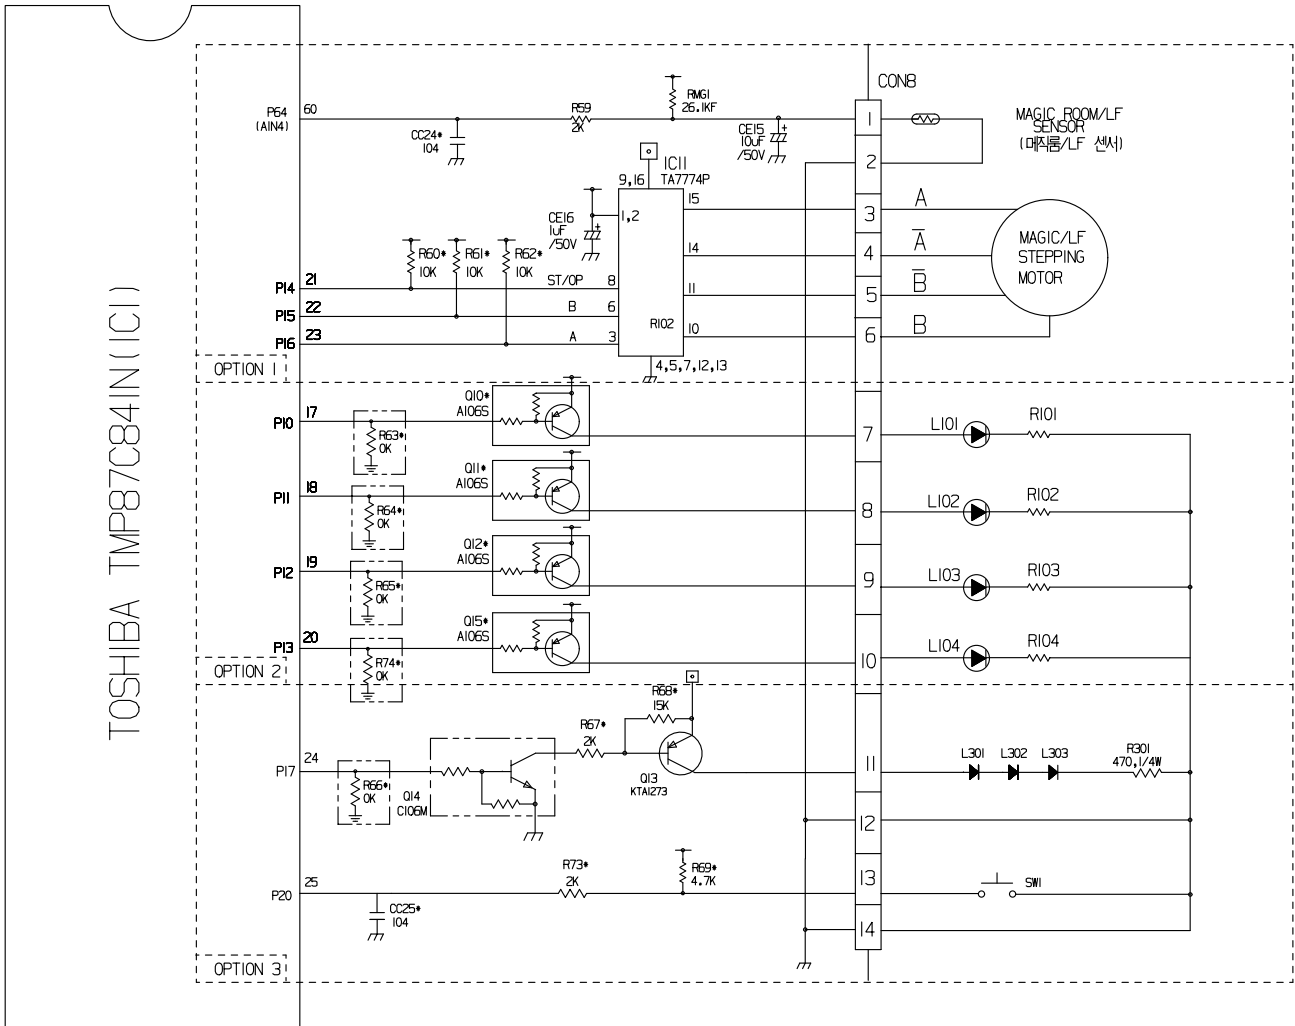 CON8
P64
(AIN4)
60
CC24*
104
R59
2K
RMG1
26.1KF
CE15
10uF
/50V
+
1
2
MAGIC ROOM/LF
SENSOR
(매직룸/LF 센서)
IC11
TA7774P
9,16
1,2
CE16
1uF
/50V
+
15
14
11
10
3
4
5
6
A
A
B
B
MAGIC/LF
STEPPING
MOTOR
R60*
10K
R61*
10K
R62*
10K
P14
21
ST/OP
8
P15
22
B
6
P16
23
A
3
R102
4,5,7,12,13
OPTION 1
TOSHIBA TMP87C841N(IC1)
P10
17
R63*
0K
Q10*
A106S
7
L101
R101
P11
18
R64*
0K
Q11*
A106S
8
L102
R102
P12
19
R65*
0K
Q12*
A106S
9
L103
R103
P13
20
R74*
0K
Q15*
A106S
10
L104
R104
OPTION 2
P17
24
R66*
0K
Q14
C106M
R67*
2K
R68*
15K
Q13
KTA1273
11
L301
L302
L303
R301
470,1/4W
12
P20
25
CC25*
104
R73*
2K
R69*
4.7K
13
SW1
14
OPTION 3